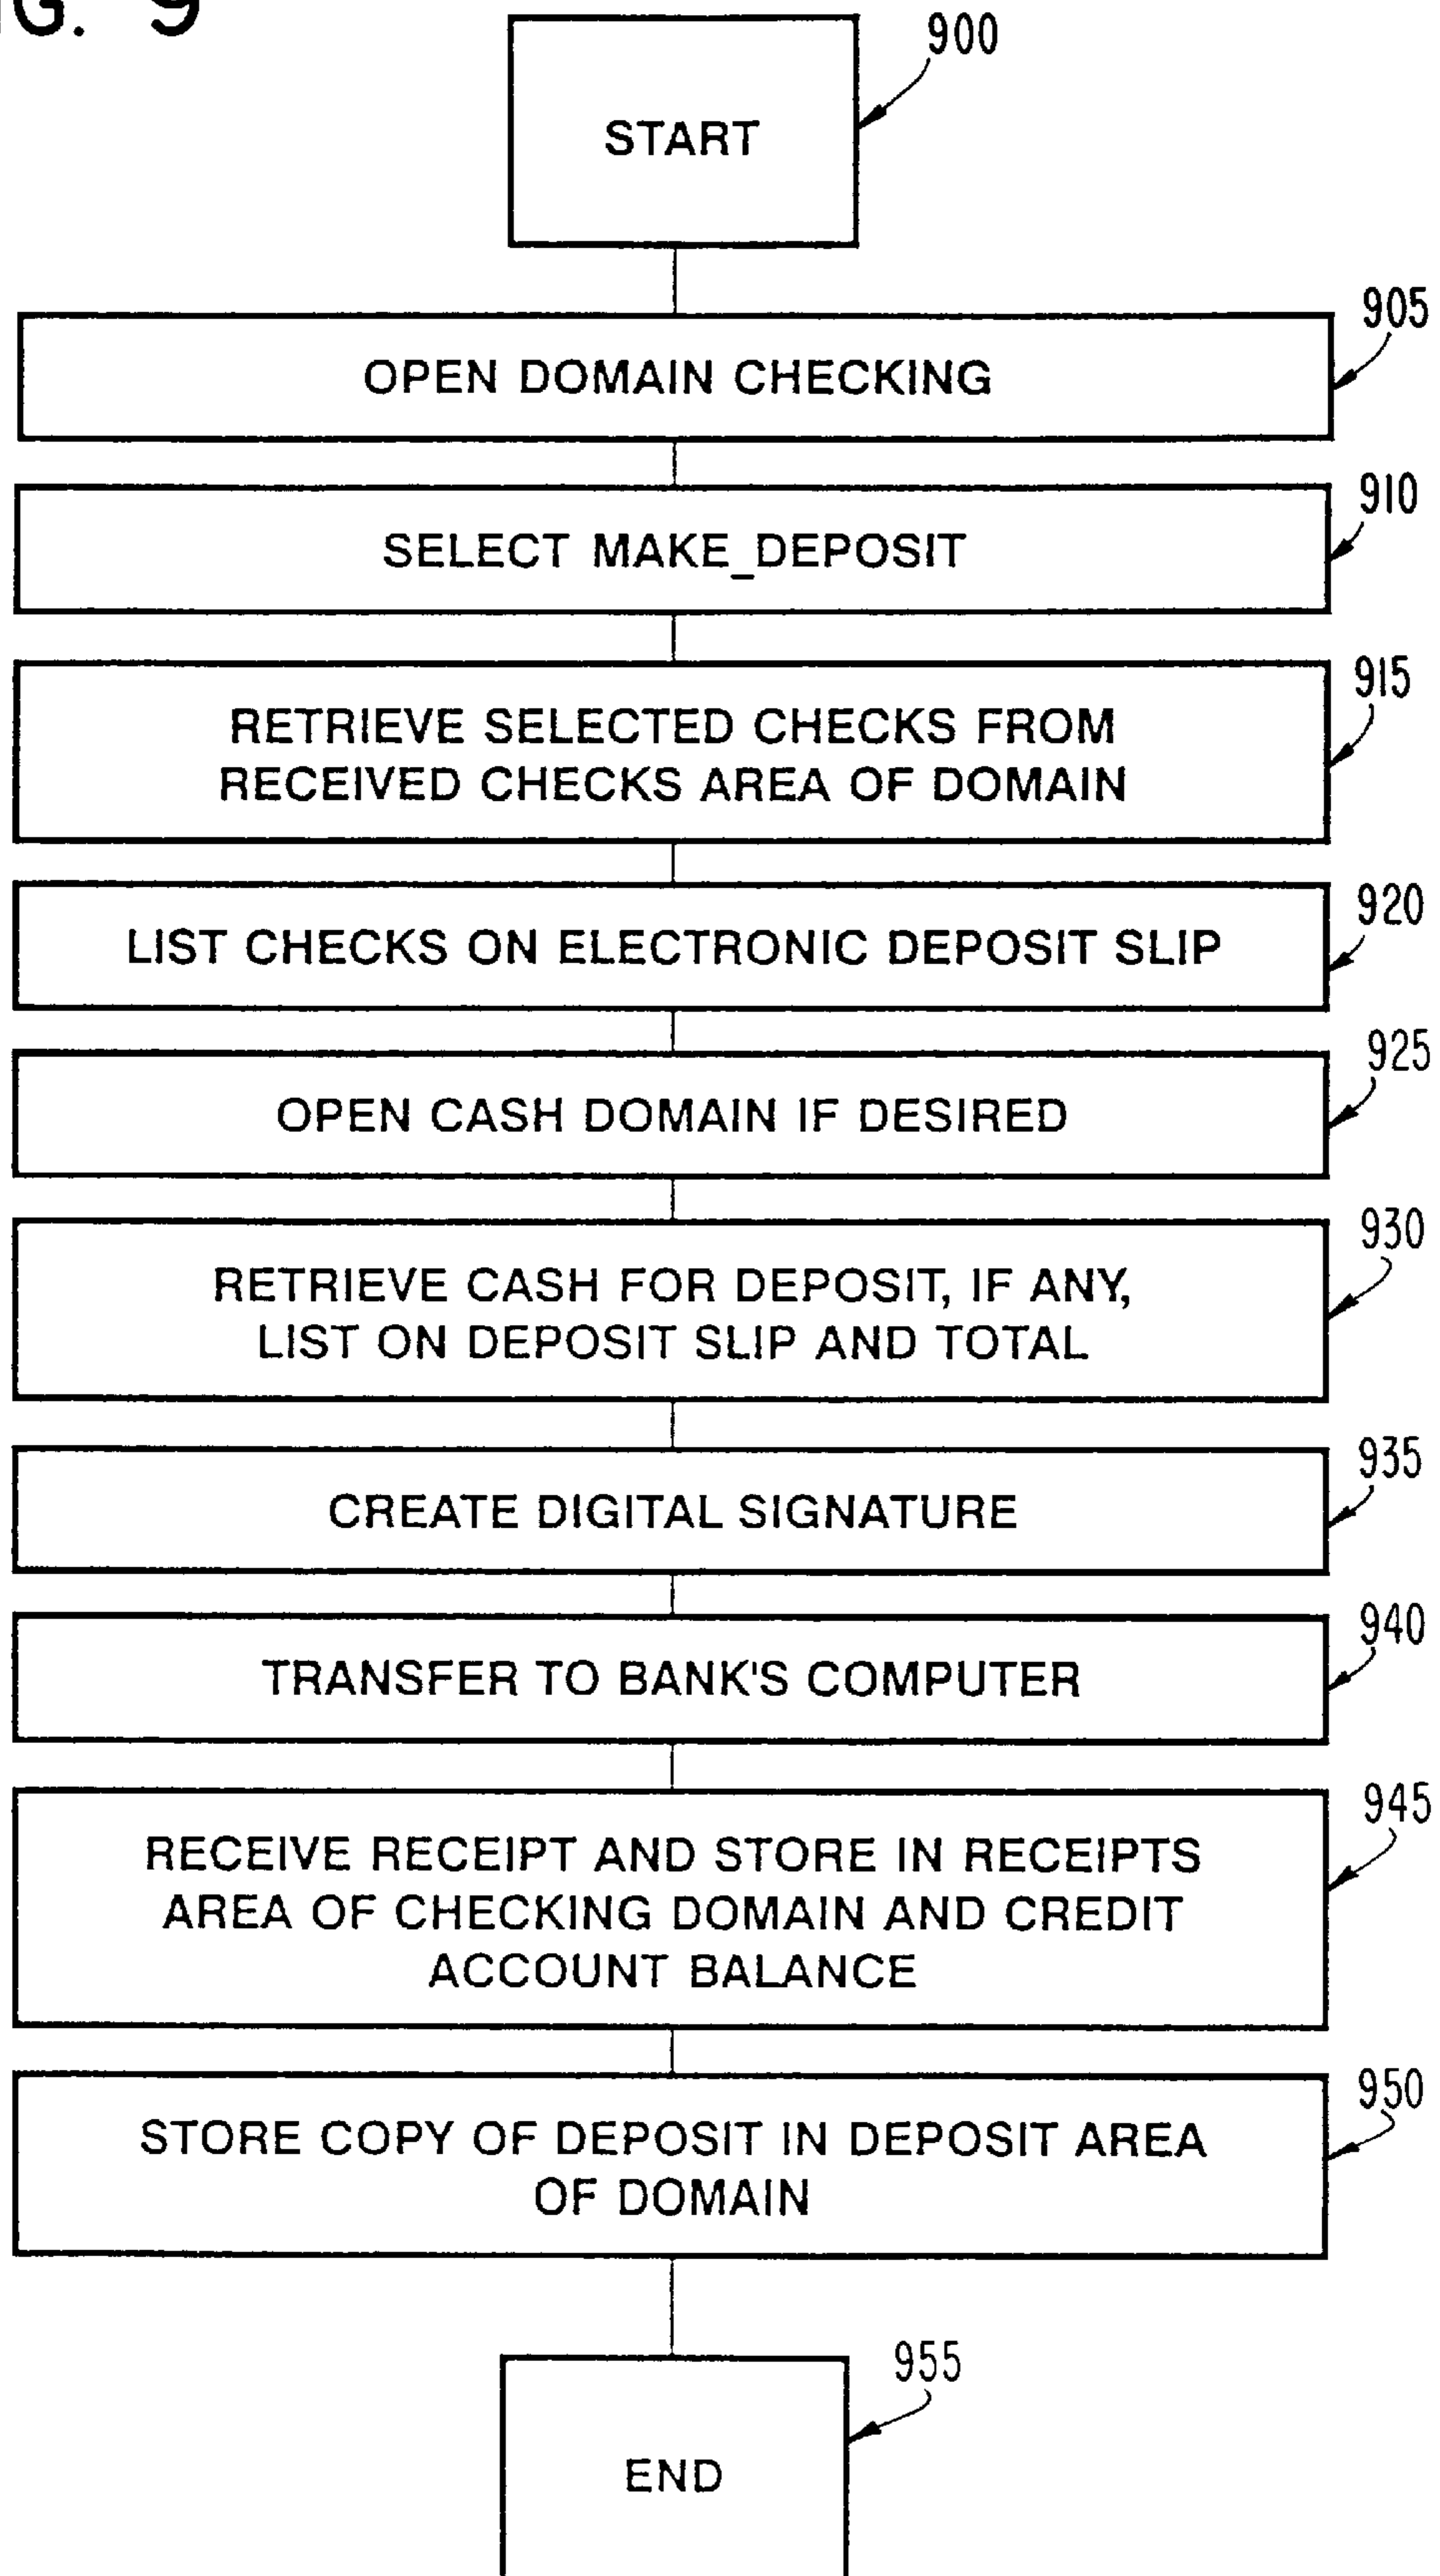 G. 9
900
START
905
OPEN DOMAIN CHECKING
910
SELECT MAKE_DEPOSIT
915
RETRIEVE SELECTED CHECKS FROM
RECEIVED CHECKS AREA OF DOMAIN
920
LIST CHECKS ON ELECTRONIC DEPOSIT SLIP
925
OPEN CASH DOMAIN IF DESIRED
930
RETRIEVE CASH FOR DEPOSIT, IF ANY,
LIST ON DEPOSIT SLIP AND TOTAL
935
CREATE DIGITAL SIGNATURE
940
TRANSFER TO BANK'S COMPUTER
945
RECEIVE RECEIPT AND STORE IN RECEIPTS
AREA OF CHECKING DOMAIN AND CREDIT
ACCOUNT BALANCE
950
STORE COPY OF DEPOSIT IN DEPOSIT AREA
OF DOMAIN
955
END